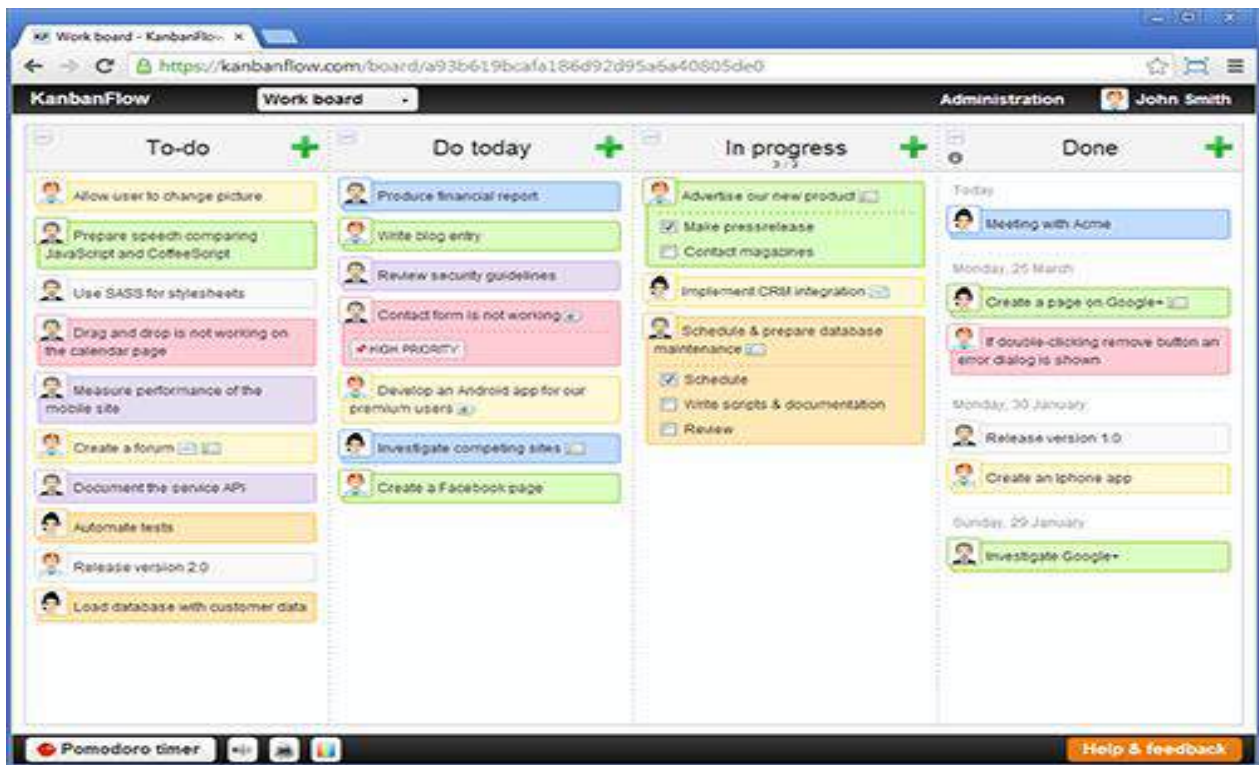 Work board - KanbanFlo
https://kanbanflow.com/board/a93b619bcafa186d92d95a6a40805de0
KanbanFlow
Work board
Administration
John Smith
To-do
Allow user to change picture
Prepare speech comparing
JavaScript and CoffeeScript
Use SASS for stylesheets
Drag and drop is not working on
the calendar page
Measure performance of the
mobile site
Create a forum
Document the service API
Automate tests
Release version 2.0
Load database with customer data
Do today
Produce financial report
Write blog entry
Review security guidelines
Contact form is not working
HIGH PRIORITY
Develop an Android app for our
premium users
Investigate competing sites
Create a Facebook page
In progress
3 / 3
Advertise our new product
Make pressrelease
Contact magazines
Implement CRM integration
Schedule & prepare database
maintenance
Schedule
Write scripts & documentation
Review
Done
Today
Meeting with Acme
Monday, 25 March
Create a page on Google+
If double-clicking remove button an
error dialog is shown
Monday, 30 January
Release version 1.0
Create an Iphone app
Sunday, 29 January
Investigate Google+
Pomodoro timer
Help & feedback